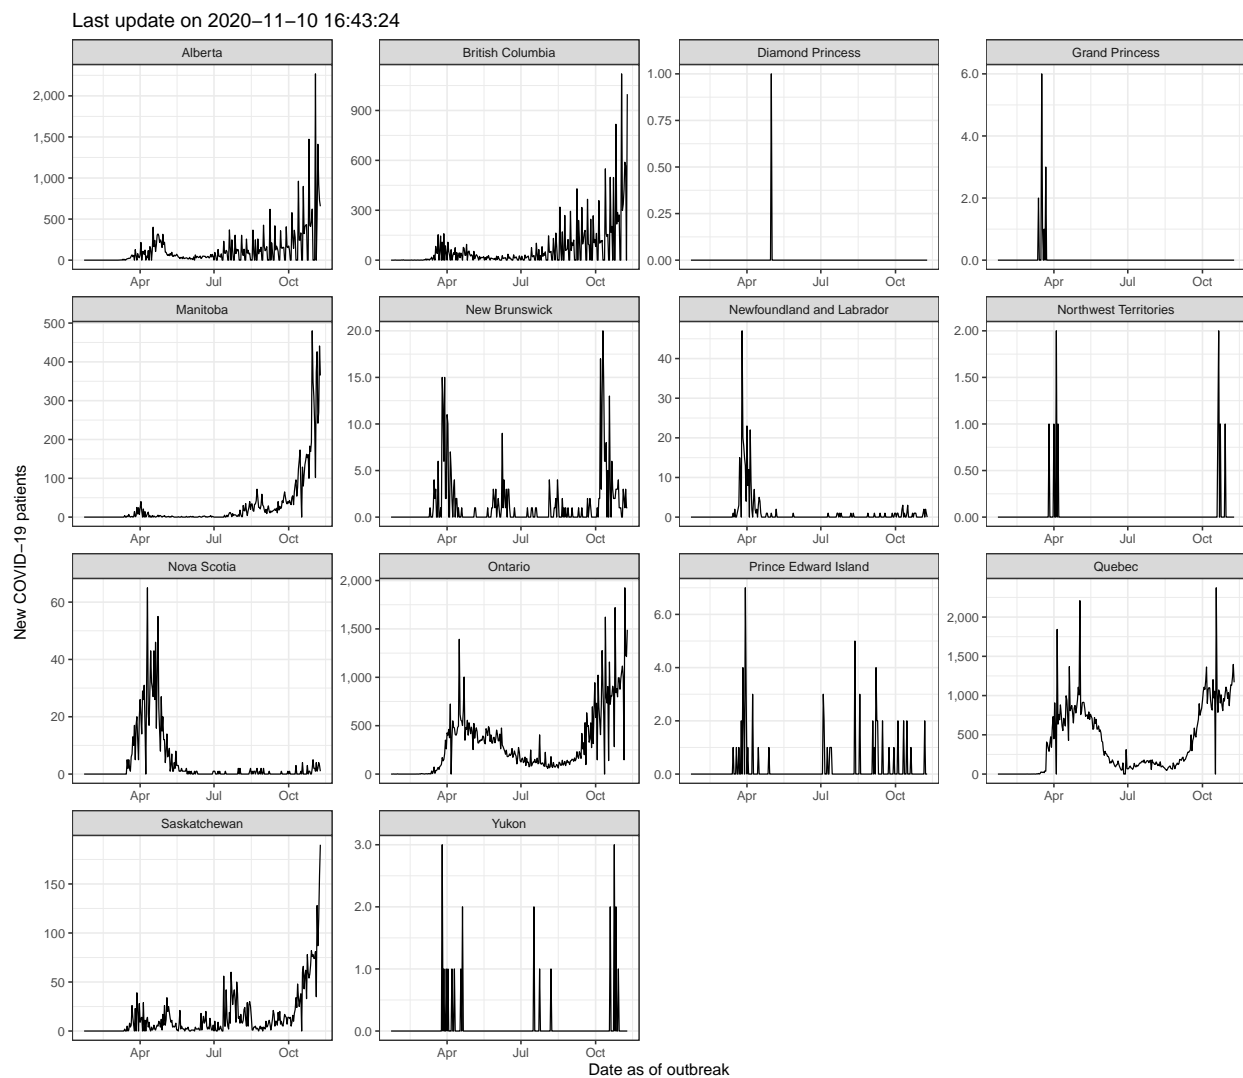 Last update on 2020−11−10 16:43:24
Alberta
British Columbia
Diamond Princess
Grand Princess
2,000
1,500
1,000
500
0
Apr Jul Oct
900
600
300
0
Apr Jul Oct
1.00
0.75
0.50
0.25
0.00
Apr Jul Oct
6.0
4.0
2.0
0.0
Apr Jul Oct
Manitoba
New Brunswick
Newfoundland and Labrador
Northwest Territories
500
400
300
200
100
0
Apr Jul Oct
20.0
15.0
10.0
5.0
0.0
Apr Jul Oct
40
30
20
10
0
Apr Jul Oct
2.00
1.50
1.00
0.50
0.00
Apr Jul Oct
New COVID−19 patients
Nova Scotia
Ontario
Prince Edward Island
Quebec
60
40
20
0
Apr Jul Oct
2,000
1,500
1,000
500
0
Apr Jul Oct
6.0
4.0
2.0
0.0
Apr Jul Oct
2,000
1,500
1,000
500
0
Apr Jul Oct
Saskatchewan
Yukon
150
100
50
0
Apr Jul Oct
3.0
2.0
1.0
0.0
Apr Jul Oct
Date as of outbreak